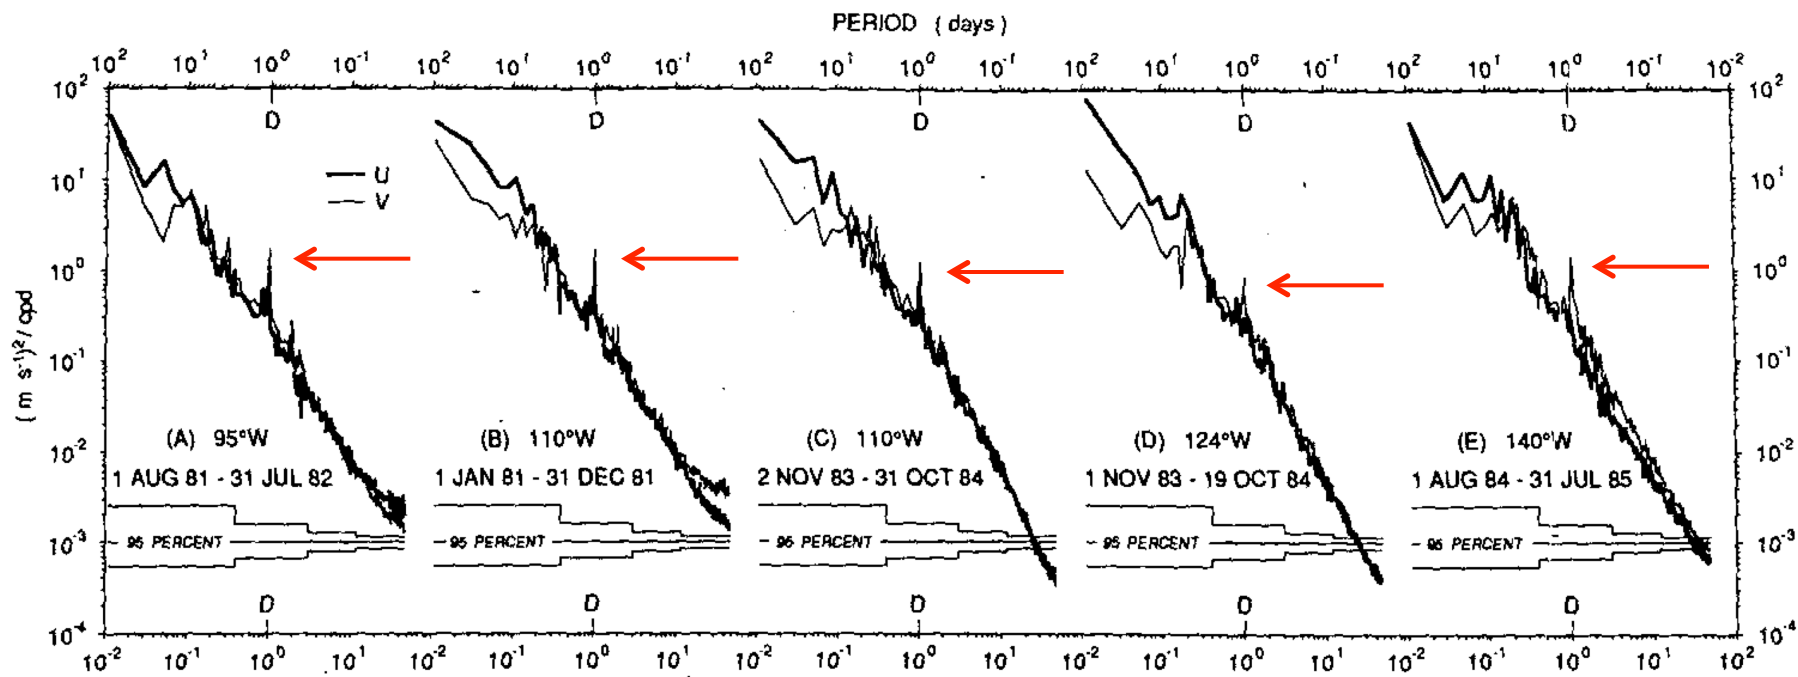 PERIOD ( days )
10² 10¹ 10⁰ 10⁻¹ 10² 10¹ 10⁰ 10⁻¹ 10² 10¹ 10⁰ 10⁻¹ 10² 10¹ 10⁰ 10⁻¹ 10² 10¹ 10⁰ 10⁻¹ 10⁻²
10² 10²
D D D D D
U
V
10¹ 10¹
10⁰ 10⁰
( m s⁻¹)² / cpd
10⁻¹ 10⁻¹
(A) 95°W (B) 110°W (C) 110°W (D) 124°W (E) 140°W
10⁻² 10⁻²
1 AUG 81 - 31 JUL 82 1 JAN 81 - 31 DEC 81 2 NOV 83 - 31 OCT 84 1 NOV 83 - 19 OCT 84 1 AUG 84 - 31 JUL 85
10⁻³ 95 PERCENT 95 PERCENT 95 PERCENT 95 PERCENT 95 PERCENT 10⁻³
D D D D D
10⁻⁴ 10⁻⁴
10⁻² 10⁻¹ 10⁰ 10¹ 10⁻² 10⁻¹ 10⁰ 10¹ 10⁻² 10⁻¹ 10⁰ 10¹ 10⁻² 10⁻¹ 10⁰ 10¹ 10⁻² 10⁻¹ 10⁰ 10¹ 10²